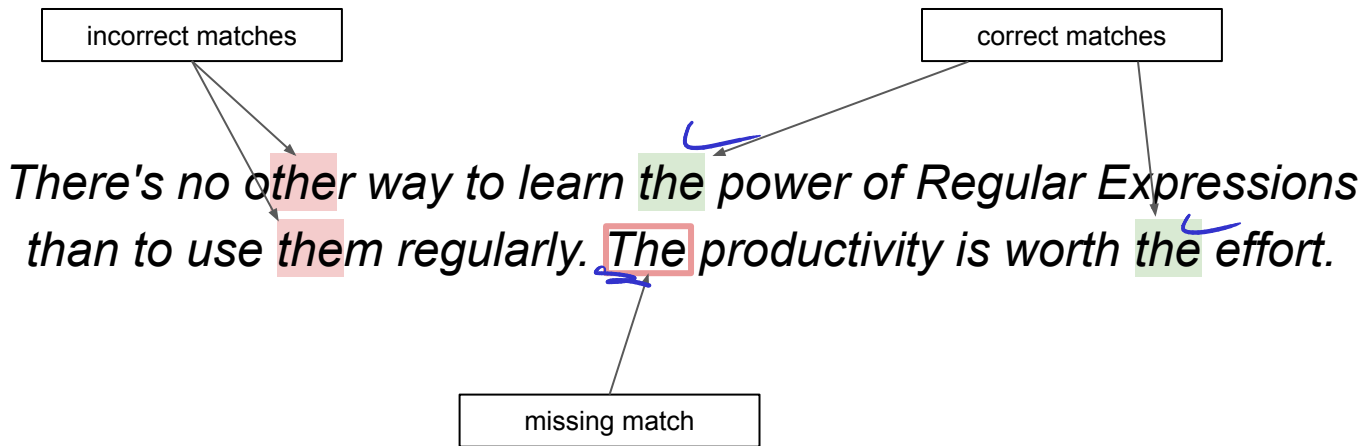 incorrect matches
correct matches
There's no other way to learn the power of Regular Expressions
than to use them regularly. The productivity is worth the effort.
missing match